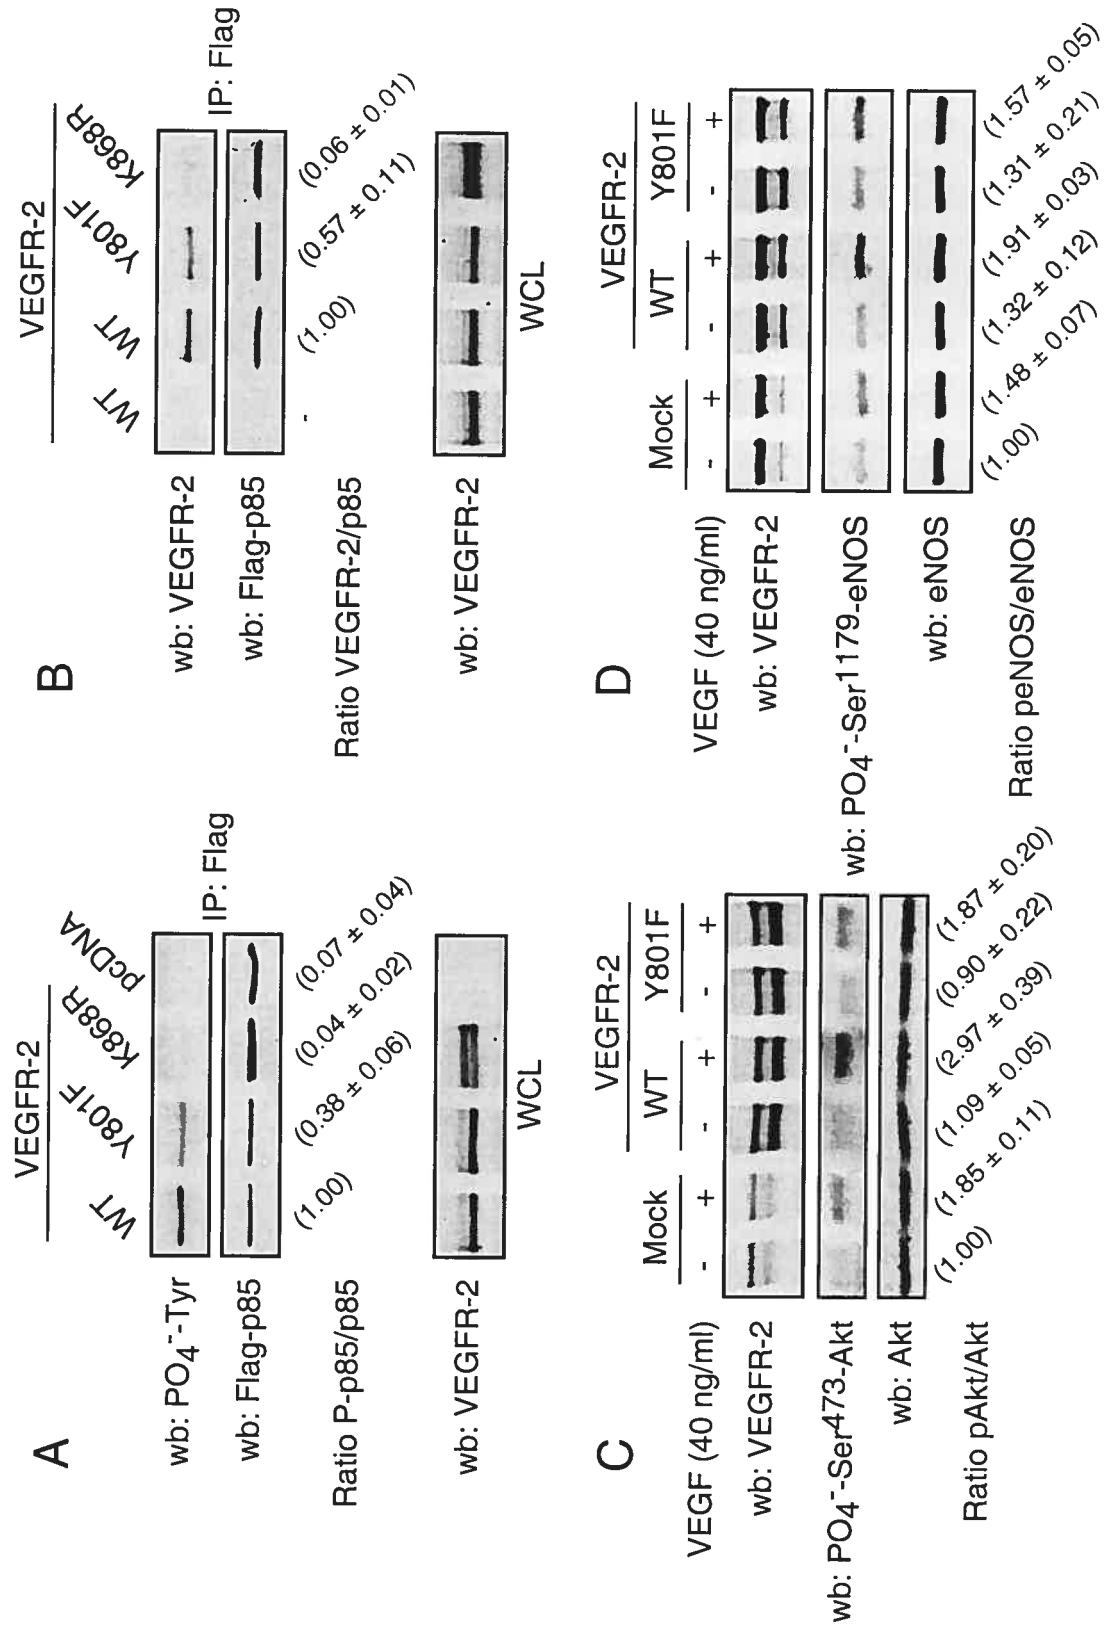 A
VEGFR-2
WT Y801F K868R pcDNA
wb: PO4–-Tyr
IP: Flag
wb: Flag-p85
Ratio P-p85/p85
(1.00) (0.38 ± 0.06) (0.04 ± 0.02) (0.07 ± 0.04)
wb: VEGFR-2
WCL
B
VEGFR-2
WT WT Y801F K868R
wb: VEGFR-2
IP: Flag
wb: Flag-p85
Ratio VEGFR-2/p85
- (1.00) (0.57 ± 0.11) (0.06 ± 0.01)
wb: VEGFR-2
WCL
C
VEGFR-2
Mock WT Y801F
VEGF (40 ng/ml) - + - + - +
wb: VEGFR-2
wb: PO4–-Ser473-Akt
wb: Akt
Ratio pAkt/Akt
(1.00) (1.85 ± 0.11) (1.09 ± 0.05) (2.97 ± 0.39) (0.90 ± 0.22) (1.87 ± 0.20)
D
VEGFR-2
Mock WT Y801F
VEGF (40 ng/ml) - + - + - +
wb: VEGFR-2
wb: PO4–-Ser1179-eNOS
wb: eNOS
Ratio peNOS/eNOS
(1.00) (1.48 ± 0.07) (1.32 ± 0.12) (1.91 ± 0.03) (1.31 ± 0.21) (1.57 ± 0.05)